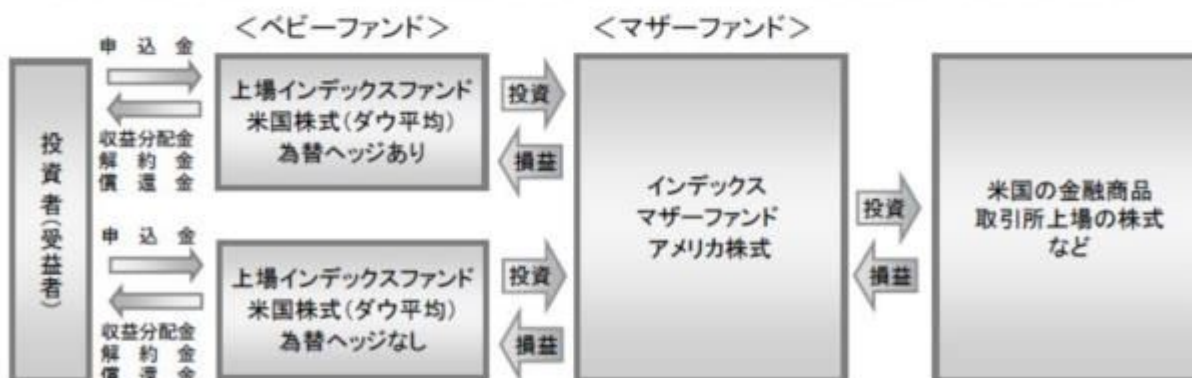 ＜ベビーファンド＞
＜マザーファンド＞
申込金
収益分配金
解約金
償還金
投資者(受益者)
上場インデックスファンド
米国株式(ダウ平均)
為替ヘッジあり
投資
損益
申込金
収益分配金
解約金
償還金
上場インデックスファンド
米国株式(ダウ平均)
為替ヘッジなし
投資
損益
インデックス
マザーファンド
アメリカ株式
投資
損益
米国の金融商品
取引所上場の株式
など